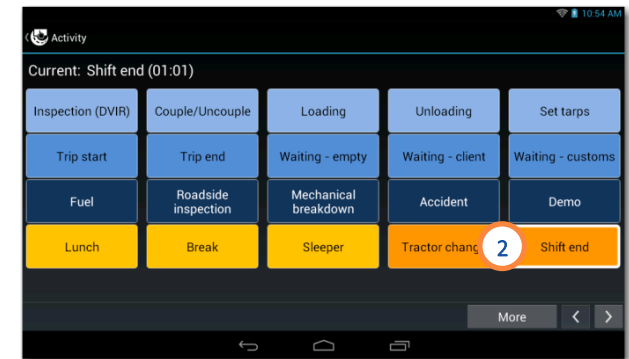 10:54 AM
Activity
Current: Shift end (01:01)
Inspection (DVIR) Couple/Uncouple Loading Unloading Set tarps
Trip start Trip end Waiting - empty Waiting - client Waiting - customs
Fuel Roadside inspection Mechanical breakdown Accident Demo
Lunch Break Sleeper Tractor chang 2 Shift end
More